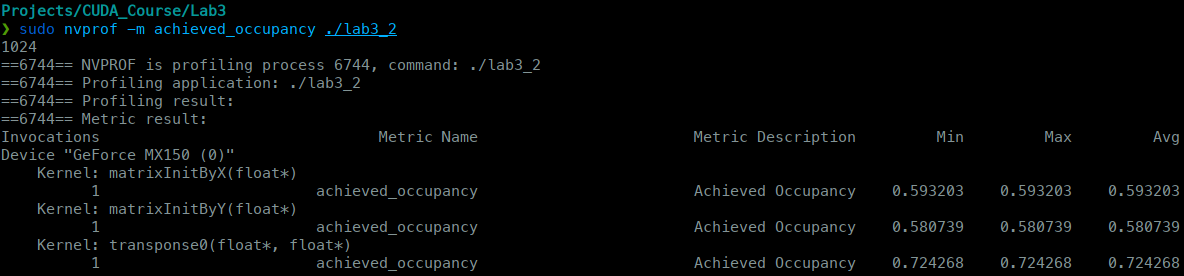 Projects/CUDA_Course/Lab3
❯ sudo nvprof -m achieved_occupancy ./lab3_2
1024
==6744== NVPROF is profiling process 6744, command: ./lab3_2
==6744== Profiling application: ./lab3_2
==6744== Profiling result:
==6744== Metric result:
Invocations Metric Name Metric Description Min Max Avg
Device "GeForce MX150 (0)"
Kernel: matrixInitByX(float*)
1 achieved_occupancy Achieved Occupancy 0.593203 0.593203 0.593203
Kernel: matrixInitByY(float*)
1 achieved_occupancy Achieved Occupancy 0.580739 0.580739 0.580739
Kernel: transponse0(float*, float*)
1 achieved_occupancy Achieved Occupancy 0.724268 0.724268 0.724268